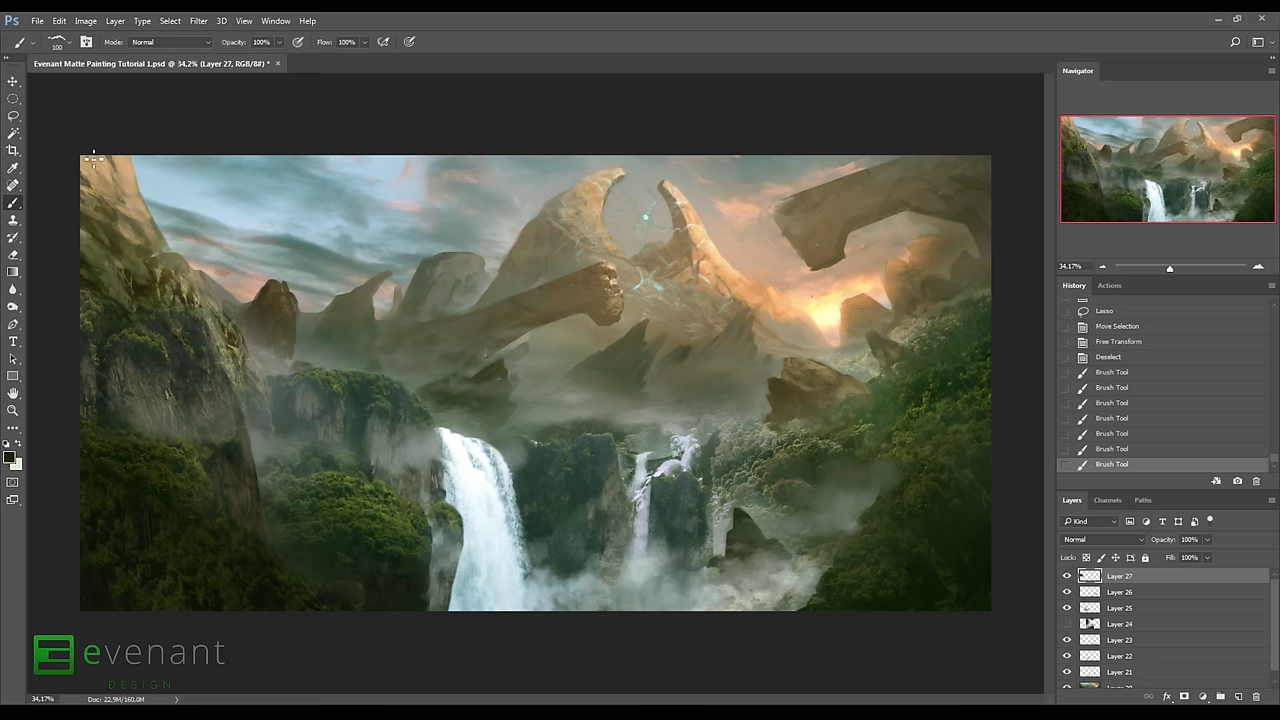 Ps File Edit Image Layer Type Select Filter 3D View Window Help
100 Mode: Normal Opacity: 100% Flow: 100%
Evenant Matte Painting Tutorial 1.psd @ 34,2% (Layer 27, RGB/8#) * ×
Navigator
34,17%
History Actions
Lasso
Move Selection
Free Transform
Deselect
Brush Tool
Brush Tool
Brush Tool
Brush Tool
Brush Tool
Brush Tool
Brush Tool
Layers Channels Paths
Kind
Normal Opacity: 100%
Lock: Fill: 100%
Layer 27
Layer 26
Layer 25
Layer 24
Layer 23
Layer 22
Layer 21
evenant
DESIGN
34,17% Doc: 22,9M/160,0M